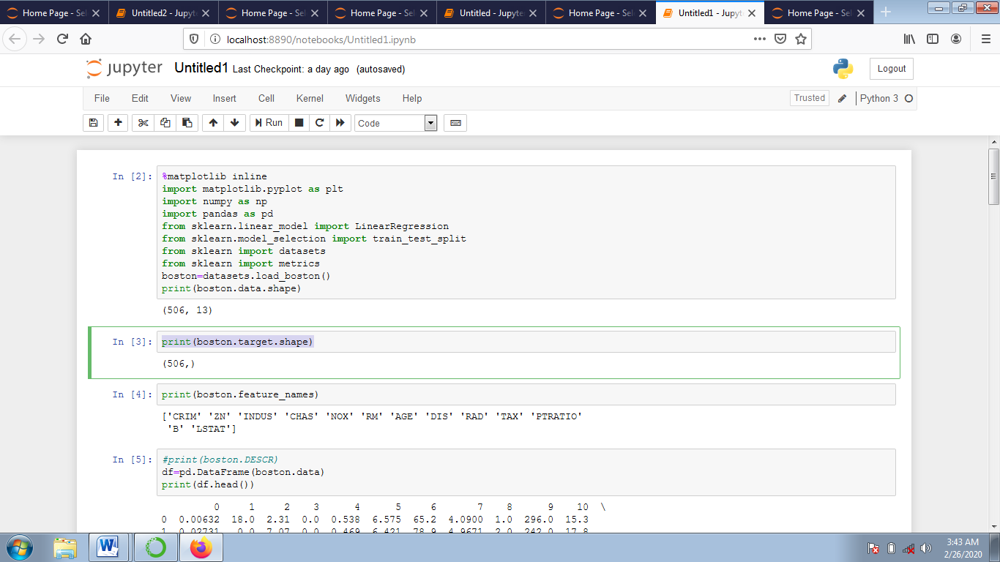 Home Page - Sel
Untitled2 - Jupyte
Home Page - Sel
Home Page - Sel
Untitled - Jupyter
Home Page - Sel
Untitled1 - Jupyt
Home Page - Sel
localhost:8890/notebooks/Untitled1.ipynb
jupyter Untitled1 Last Checkpoint: a day ago (autosaved)
Logout
File Edit View Insert Cell Kernel Widgets Help
Trusted
Python 3
Run
Code
In [2]: %matplotlib inline
import matplotlib.pyplot as plt
import numpy as np
import pandas as pd
from sklearn.linear_model import LinearRegression
from sklearn.model_selection import train_test_split
from sklearn import datasets
from sklearn import metrics
boston=datasets.load_boston()
print(boston.data.shape)
(506, 13)
In [3]: print(boston.target.shape)
(506,)
In [4]: print(boston.feature_names)
['CRIM' 'ZN' 'INDUS' 'CHAS' 'NOX' 'RM' 'AGE' 'DIS' 'RAD' 'TAX' 'PTRATIO'
'B' 'LSTAT']
In [5]: #print(boston.DESCR)
df=pd.DataFrame(boston.data)
print(df.head())
0 1 2 3 4 5 6 7 8 9 10 \
0 0.00632 18.0 2.31 0.0 0.538 6.575 65.2 4.0900 1.0 296.0 15.3
1 0.02731 0.0 7.07 0.0 0.469 6.421 78.9 4.9671 2.0 242.0 17.8
3:43 AM
2/26/2020